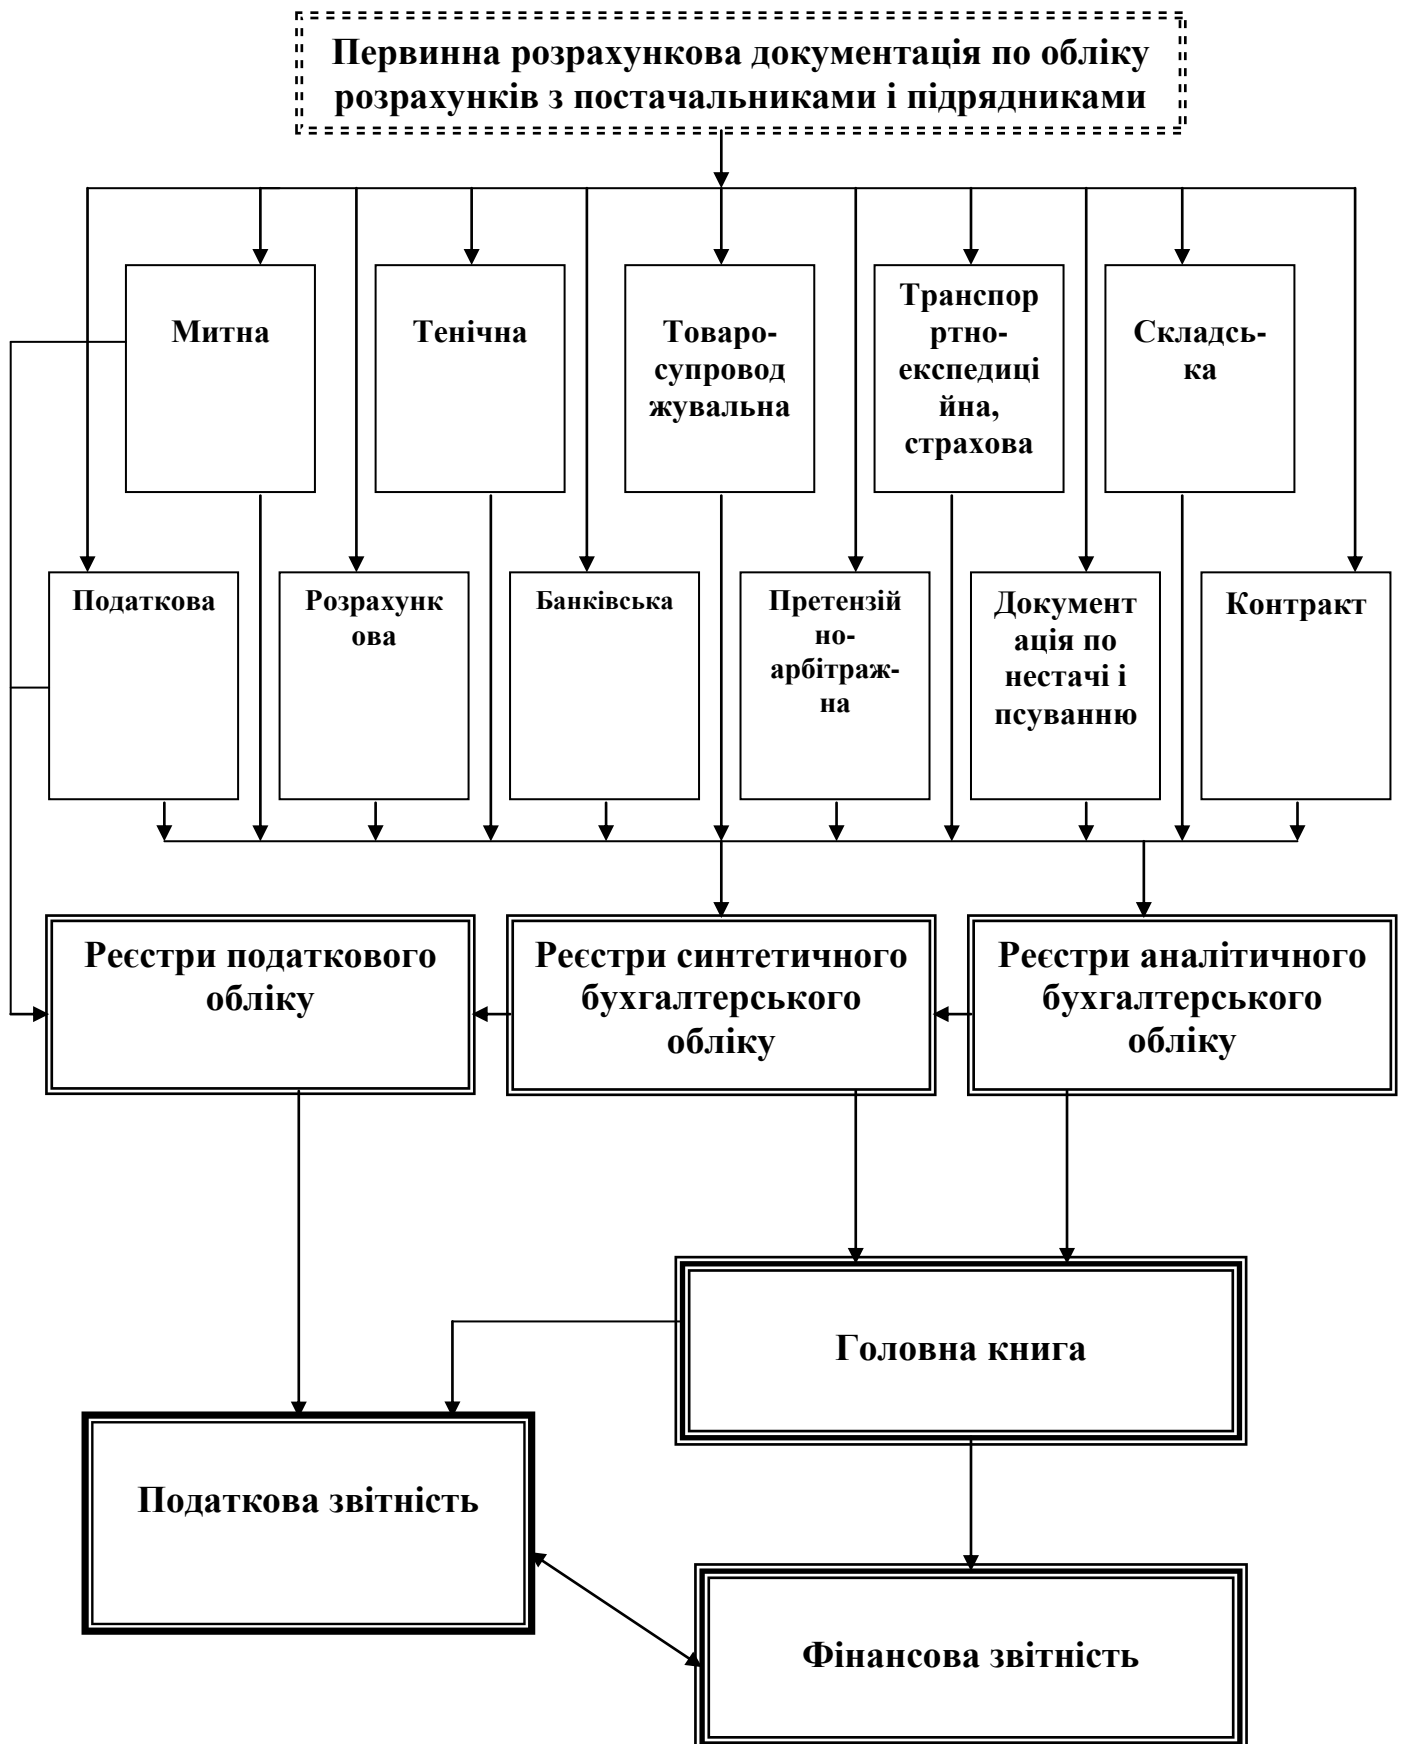 Первинна розрахункова документація по обліку
розрахунків з постачальниками і підрядниками
Митна
Тенічна
Товаро-
супровод
жувальна
Транспор
ртно-
експедиці
йна,
страхова
Складсь-
ка
Податкова
Розрахунк
ова
Банківська
Претензій
но-
арбітраж-
на
Документ
ація по
нестачі і
псуванню
Контракт
Реєстри податкового
обліку
Реєстри синтетичного
бухгалтерського
обліку
Реєстри аналітичного
бухгалтерського
обліку
Головна книга
Податкова звітність
Фінансова звітність